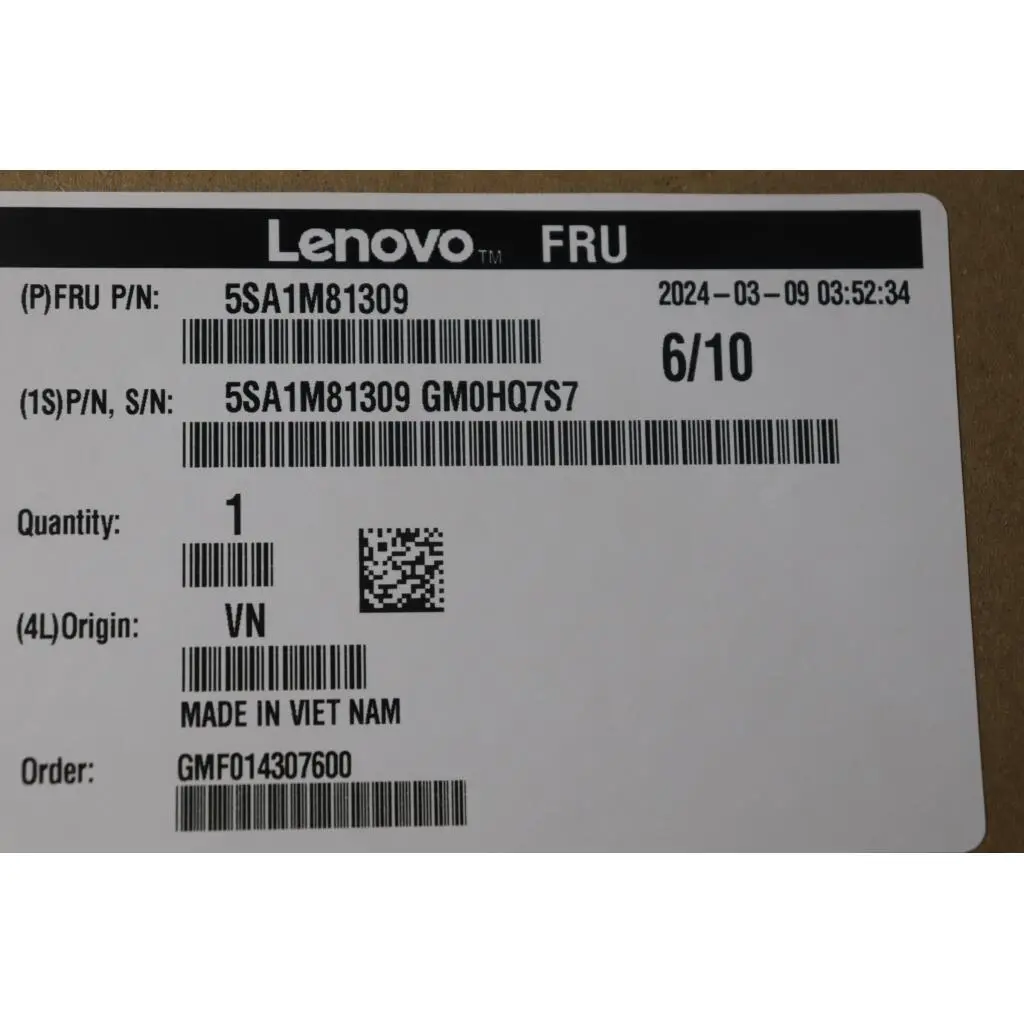 Lenovo™ FRU
(P)FRU P/N: 5SA1M81309 2024-03-09 03:52:34
6/10
(1S)P/N, S/N: 5SA1M81309 GM0HQ7S7
Quantity: 1
(4L)Origin: VN
MADE IN VIET NAM
Order: GMF014307600